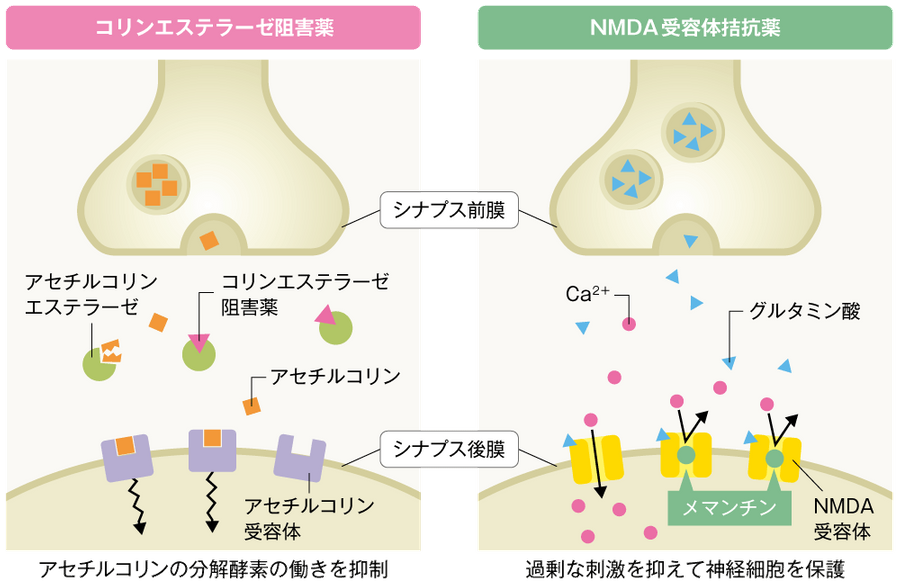 コリンエステラーゼ阻害薬
NMDA受容体拮抗薬
シナプス前膜
アセチルコリン
エステラーゼ
コリンエステラーゼ
阻害薬
アセチルコリン
Ca2+
グルタミン酸
シナプス後膜
アセチルコリン
受容体
メマンチン
NMDA
受容体
アセチルコリンの分解酵素の働きを抑制
過剰な刺激を抑えて神経細胞を保護